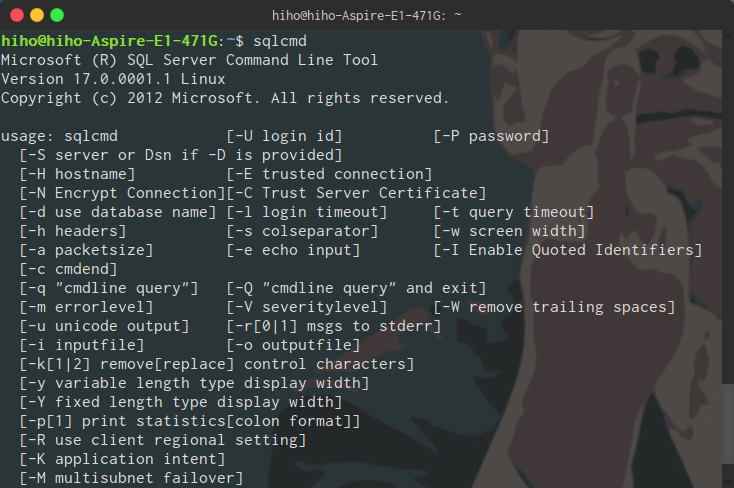 hiho@hiho-Aspire-E1-471G: ~
hiho@hiho-Aspire-E1-471G:~$ sqlcmd
Microsoft (R) SQL Server Command Line Tool
Version 17.0.0001.1 Linux
Copyright (c) 2012 Microsoft. All rights reserved.

usage: sqlcmd            [-U login id]          [-P password]
  [-S server or Dsn if -D is provided]
  [-H hostname]          [-E trusted connection]
  [-N Encrypt Connection][-C Trust Server Certificate]
  [-d use database name] [-l login timeout]     [-t query timeout]
  [-h headers]           [-s colseparator]      [-w screen width]
  [-a packetsize]        [-e echo input]        [-I Enable Quoted Identifiers]
  [-c cmdend]
  [-q "cmdline query"]   [-Q "cmdline query" and exit]
  [-m errorlevel]        [-V severitylevel]     [-W remove trailing spaces]
  [-u unicode output]    [-r[0|1] msgs to stderr]
  [-i inputfile]         [-o outputfile]
  [-k[1|2] remove[replace] control characters]
  [-y variable length type display width]
  [-Y fixed length type display width]
  [-p[1] print statistics[colon format]]
  [-R use client regional setting]
  [-K application intent]
  [-M multisubnet failover]